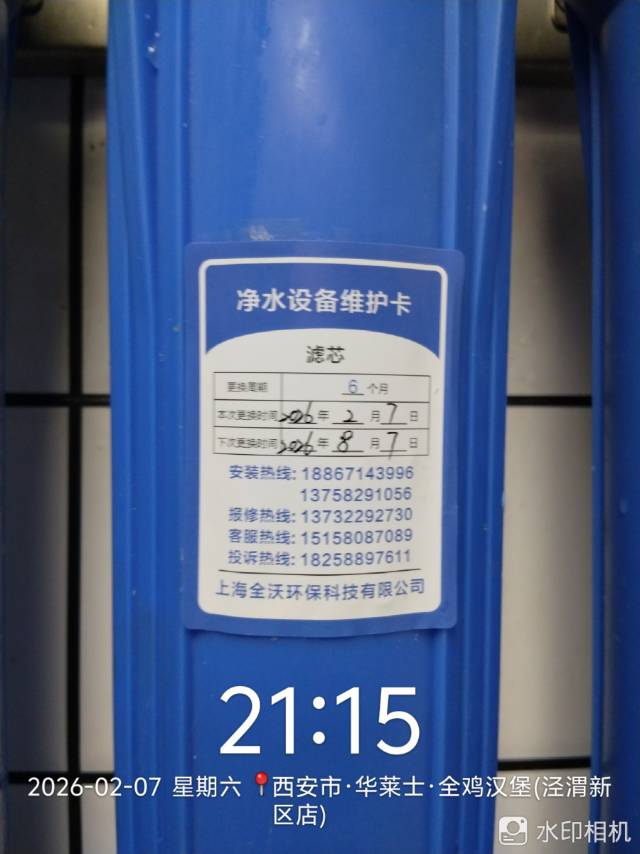 净水设备维护卡
滤芯
更换周期 6 个月
本次更换时间 2026 年 2 月 7 日
下次更换时间 2026 年 8 月 7 日
安装热线: 18867143996
13758291056
报修热线: 13732292730
客服热线: 15158087089
投诉热线: 18258897611
上海全沃环保科技有限公司
21:15
2026-02-07 星期六 西安市·华莱士·全鸡汉堡(泾渭新
区店)
水印相机